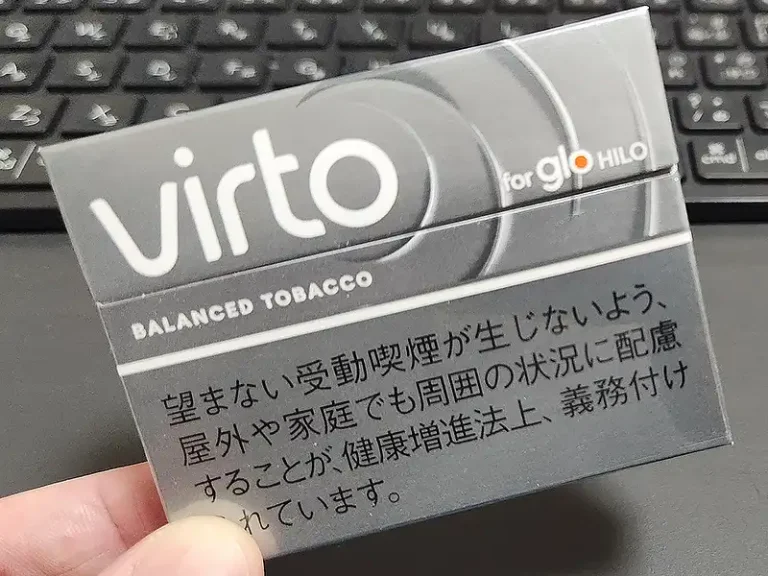 virto
for glo HILO
BALANCED TOBACCO
望まない受動喫煙が生じないよう、
屋外や家庭でも周囲の状況に配慮
することが、健康増進法上、義務付け
れています。